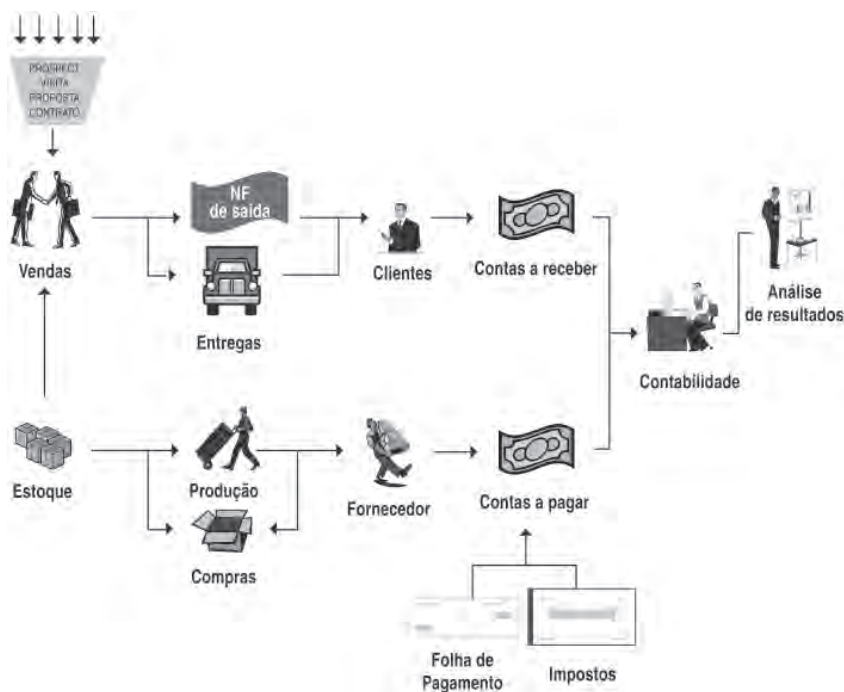 PROSPECT
VISITA
PROPOSTA
CONTRATO
Vendas
NF
de saída
Entregas
Clientes
Contas a receber
Contabilidade
Análise
de resultados
Estoque
Produção
Compras
Fornecedor
Contas a pagar
Folha de
Pagamento
Impostos